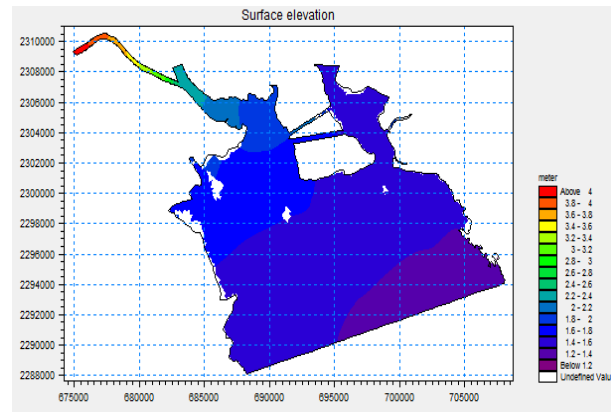 Surface elevation
2310000
2308000
2306000
2304000
2302000
2300000
2298000
2296000
2294000
2292000
2290000
2288000
675000 680000 685000 690000 695000 700000 705000
meter
Above 4
3.8 - 4
3.6 - 3.8
3.4 - 3.6
3.2 - 3.4
3 - 3.2
2.8 - 3
2.6 - 2.8
2.4 - 2.6
2.2 - 2.4
2 - 2.2
1.8 - 2
1.6 - 1.8
1.4 - 1.6
1.2 - 1.4
Below 1.2
Undefined Valu